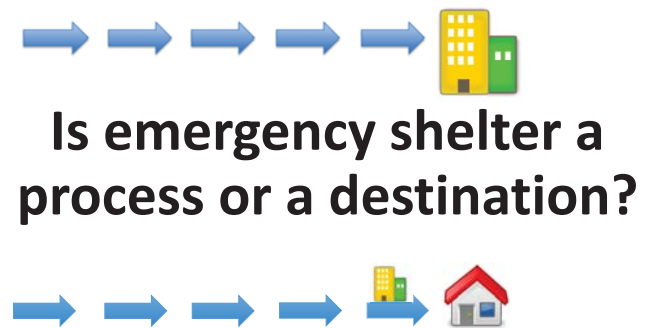 Is emergency shelter a
process or a destination?